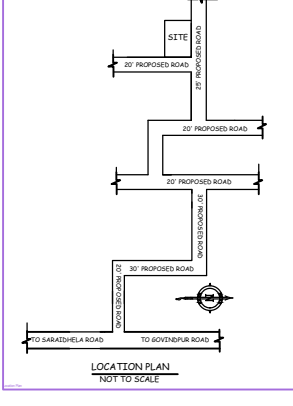 SITE
25' PROPOSED ROAD
20' PROPOSED ROAD
20' PROPOSED ROAD
20' PROPOSED ROAD
30' PROPOSED ROAD
30' PROPOSED ROAD
20' PROPOSED ROAD
N
TO SARAIDHELA ROAD
TO GOVINDPUR ROAD
LOCATION PLAN
NOT TO SCALE